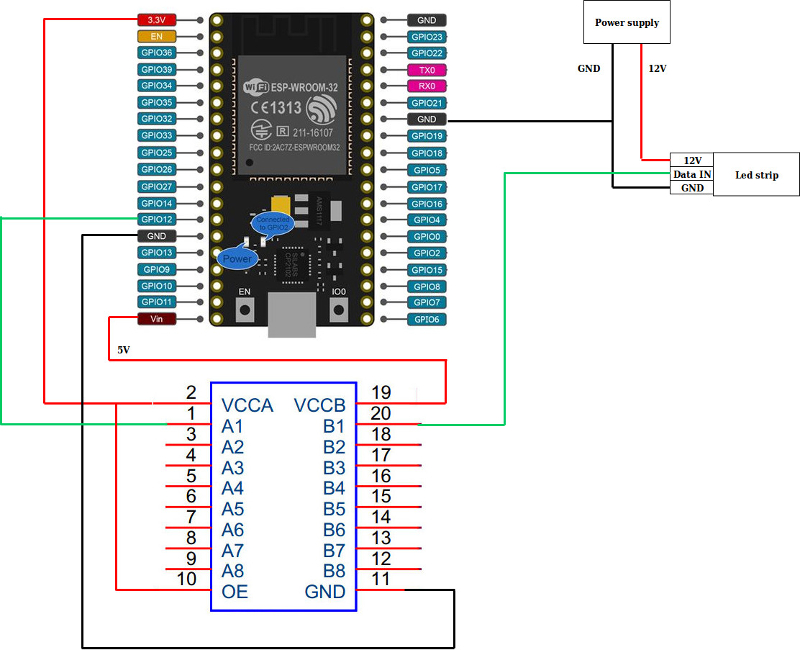 3.3V
EN
GPIO36
GPIO39
GPIO34
GPIO35
GPIO32
GPIO33
GPIO25
GPIO26
GPIO27
GPIO14
GPIO12
GND
GPIO13
GPIO9
GPIO10
GPIO11
Vin
WiFi ESP-WROOM-32
CE1313
R 211-16107
FCC ID:2AC7Z-ESPWROOM32
AMS1117
Connected
to GPIO2
Power
SILABS
CP2102
EN
IO0
GND
GPIO23
GPIO22
TX0
RX0
GPIO21
GND
GPIO19
GPIO18
GPIO5
GPIO17
GPIO16
GPIO4
GPIO0
GPIO2
GPIO15
GPIO8
GPIO7
GPIO6
Power supply
GND
12V
12V
Data IN
GND
Led strip
5V
2 VCCA VCCB 19
1 A1 B1 20
3 A2 B2 18
4 A3 B3 17
5 A4 B4 16
6 A5 B5 15
7 A6 B6 14
8 A7 B7 13
9 A8 B8 12
10 OE GND 11